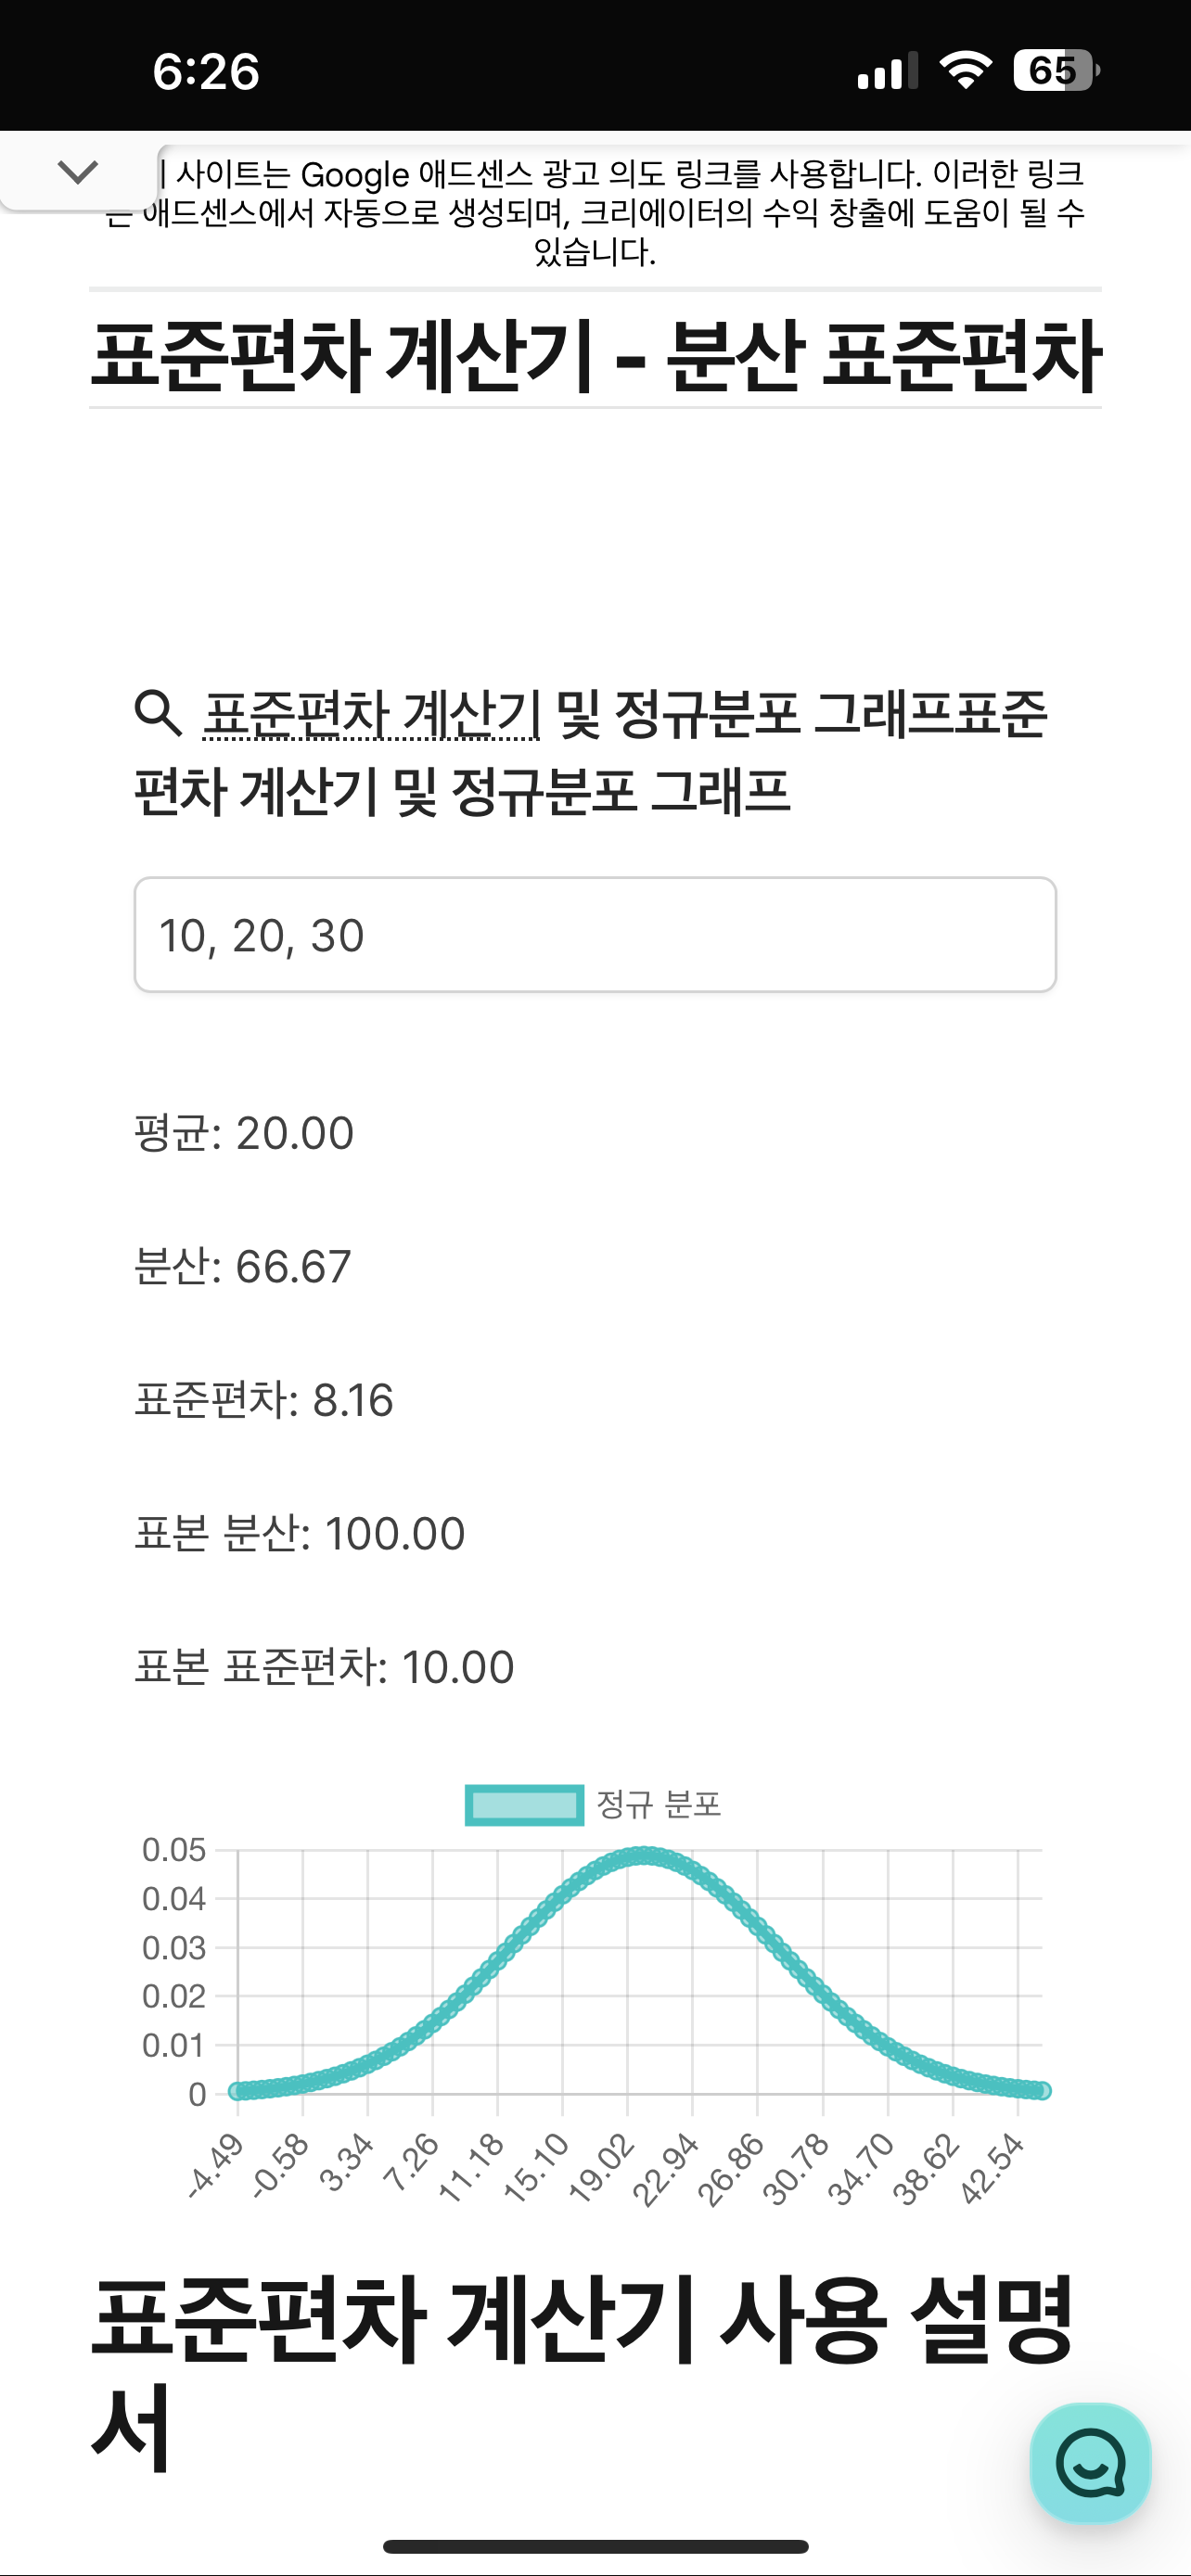 6:26
65
사이트는 Google 애드센스 광고 의도 링크를 사용합니다. 이러한 링크
는 애드센스에서 자동으로 생성되며, 크리에이터의 수익 창출에 도움이 될 수
있습니다.
표준편차 계산기 - 분산 표준편차
표준편차 계산기 및 정규분포 그래프표준
편차 계산기 및 정규분포 그래프
10, 20, 30
평균: 20.00
분산: 66.67
표준편차: 8.16
표본 분산: 100.00
표본 표준편차: 10.00
정규 분포
0.05
0.04
0.03
0.02
0.01
0
-4.49 -0.58 3.34 7.26 11.18 15.10 19.02 22.94 26.86 30.78 34.70 38.62 42.54
표준편차 계산기 사용 설명
서